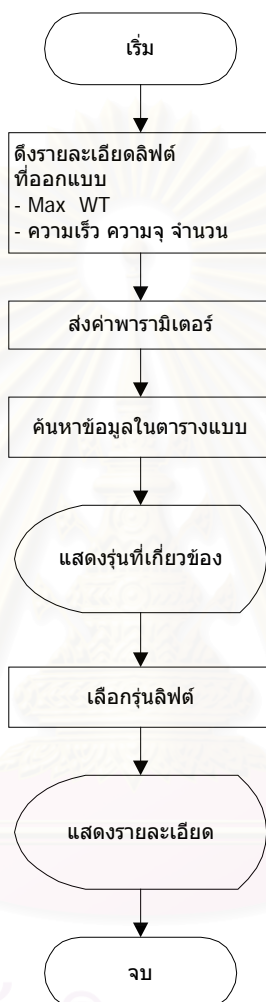 เริ่ม
ดึงรายละเอียดลิฟต์
ที่ออกแบบ
- Max WT
- ความเร็ว ความจุ จำนวน
ส่งค่าพารามิเตอร์
ค้นหาข้อมูลในตารางแบบ
แสดงรุ่นที่เกี่ยวข้อง
เลือกรุ่นลิฟต์
แสดงรายละเอียด
จบ